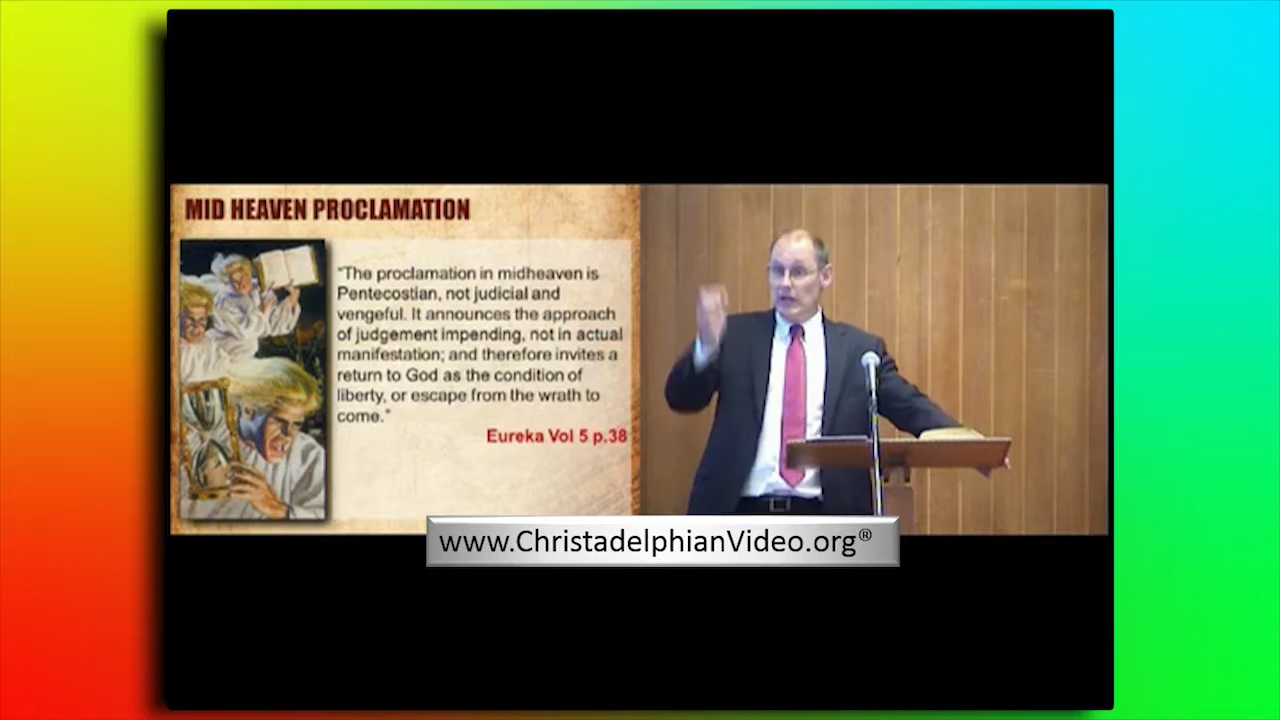 MID HEAVEN PROCLAMATION
"The proclamation in midheaven is
Pentecostian, not judicial and
vengeful. It announces the approach
of judgement impending, not in actual
manifestation; and therefore invites a
return to God as the condition of
liberty, or escape from the wrath to
come."
Eureka Vol 5 p.38
www.ChristadelphianVideo.org®